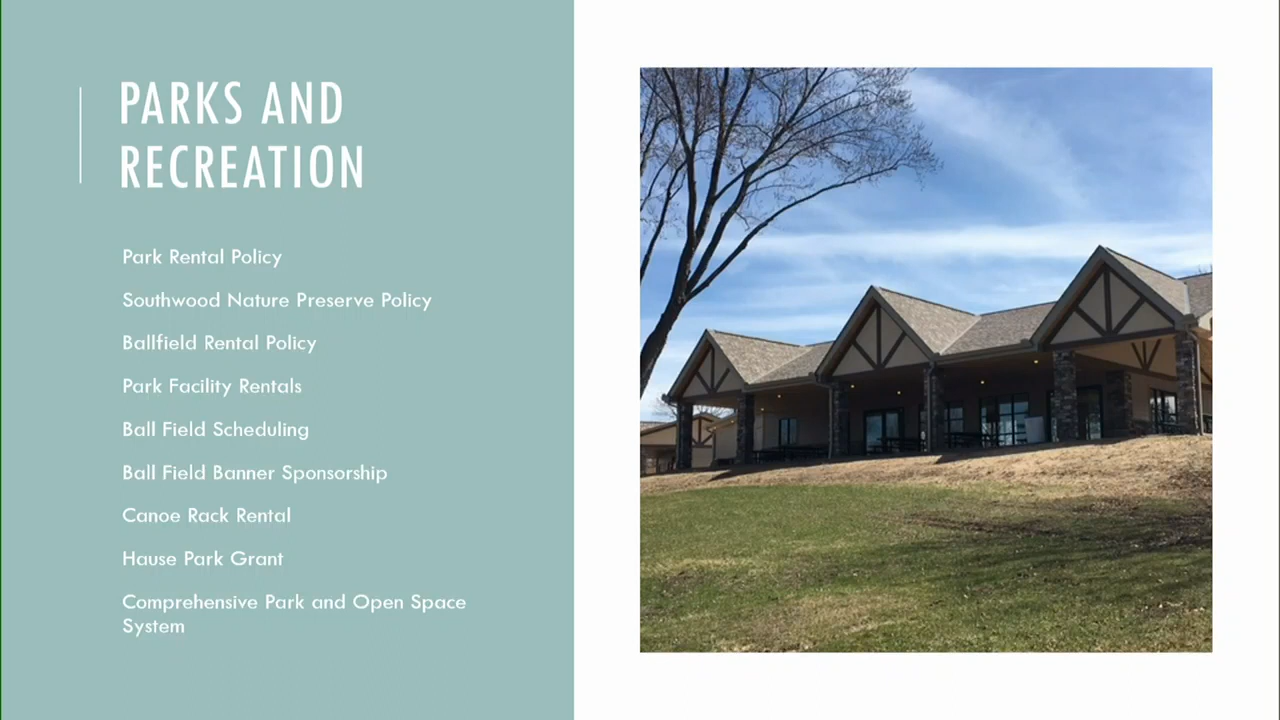 PARKS AND
RECREATION
Park Rental Policy
Southwood Nature Preserve Policy
Ballfield Rental Policy
Park Facility Rentals
Ball Field Scheduling
Ball Field Banner Sponsorship
Canoe Rack Rental
Hause Park Grant
Comprehensive Park and Open Space
System